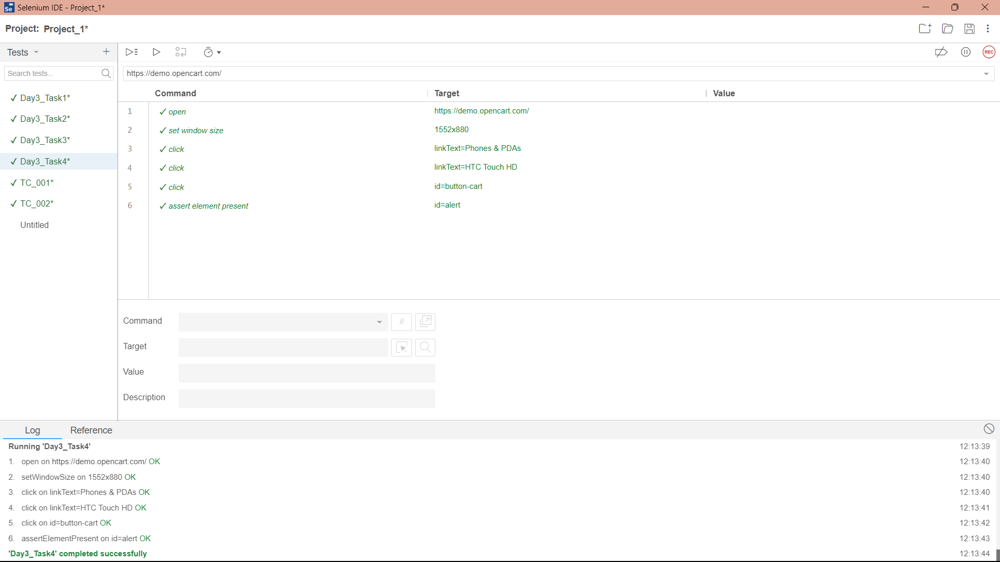 Se Selenium IDE - Project_1*
Project: Project_1*
Tests
REC
Search tests...
https://demo.opencart.com/
Command Target Value
✓ Day3_Task1*
✓ Day3_Task2*
✓ Day3_Task3*
✓ Day3_Task4*
✓ TC_001*
✓ TC_002*
Untitled
1 ✓ open https://demo.opencart.com/
2 ✓ set window size 1552x880
3 ✓ click linkText=Phones & PDAs
4 ✓ click linkText=HTC Touch HD
5 ✓ click id=button-cart
6 ✓ assert element present id=alert
Command //
Target
Value
Description
Log Reference
Running 'Day3_Task4' 12:13:39
1. open on https://demo.opencart.com/ OK 12:13:40
2. setWindowSize on 1552x880 OK 12:13:40
3. click on linkText=Phones & PDAs OK 12:13:40
4. click on linkText=HTC Touch HD OK 12:13:41
5. click on id=button-cart OK 12:13:42
6. assertElementPresent on id=alert OK 12:13:43
'Day3_Task4' completed successfully 12:13:44